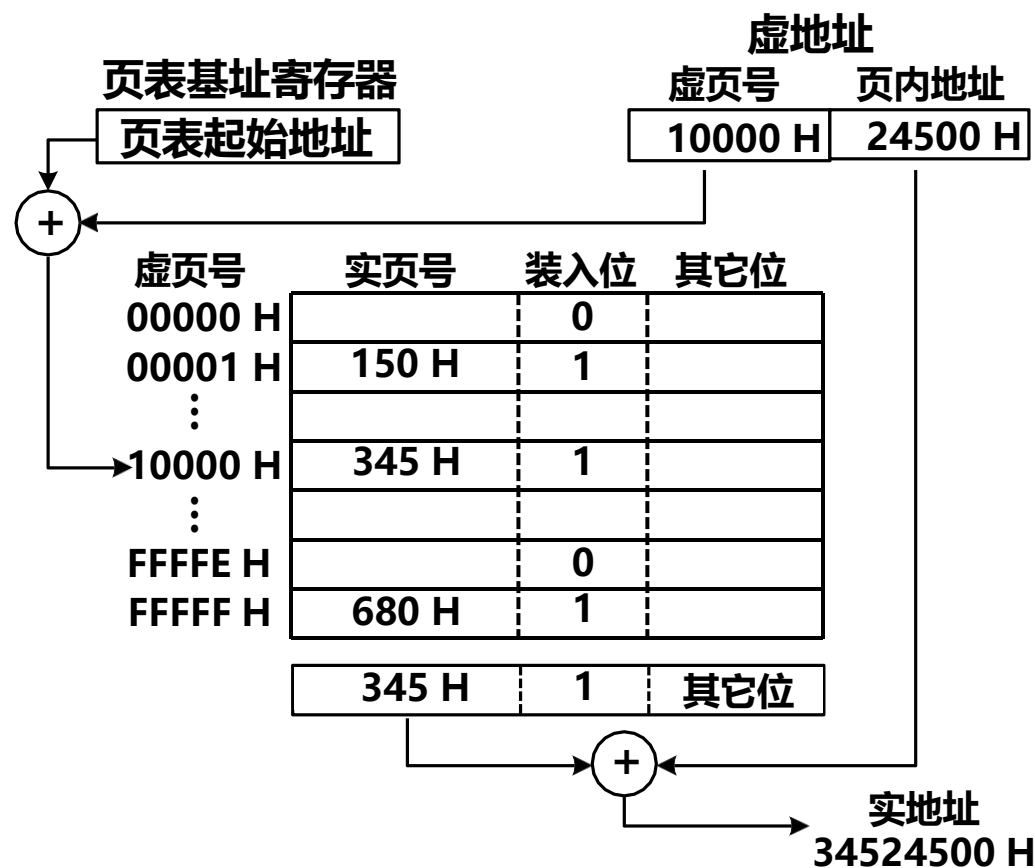 虚地址
页表基址寄存器
虚页号 页内地址
页表起始地址
10000 H 24500 H
+
虚页号 实页号 装入位 其它位
00000 H 0
00001 H 150 H 1
⋮
10000 H 345 H 1
⋮
FFFFE H 0
FFFFF H 680 H 1
345 H 1 其它位
+
实地址
34524500 H